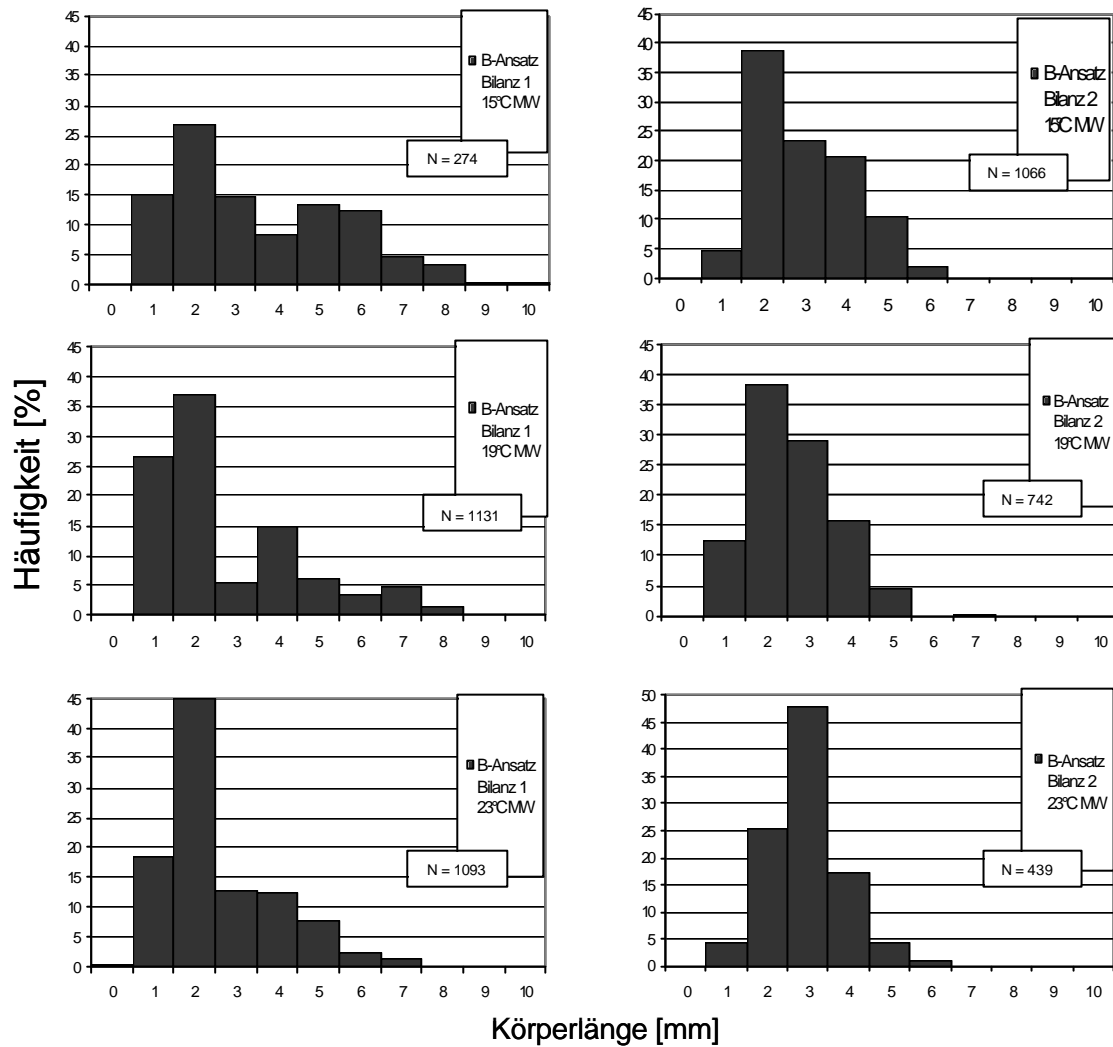 Häufigkeit [%]
45
40
35
30
25
20
15
10
5
0
0 1 2 3 4 5 6 7 8 9 10
B-Ansatz
Bilanz 1
15°C MW
N = 274
45
40
35
30
25
20
15
10
5
0
0 1 2 3 4 5 6 7 8 9 10
B-Ansatz
Bilanz 2
15°C MW
N = 1066
45
40
35
30
25
20
15
10
5
0
0 1 2 3 4 5 6 7 8 9 10
B-Ansatz
Bilanz 1
19°C MW
N = 1131
45
40
35
30
25
20
15
10
5
0
0 1 2 3 4 5 6 7 8 9 10
B-Ansatz
Bilanz 2
19°C MW
N = 742
45
40
35
30
25
20
15
10
5
0
0 1 2 3 4 5 6 7 8 9 10
B-Ansatz
Bilanz 1
23°C MW
N = 1093
50
45
40
35
30
25
20
15
10
5
0
0 1 2 3 4 5 6 7 8 9 10
B-Ansatz
Bilanz 2
23°C MW
N = 439
Körperlänge [mm]